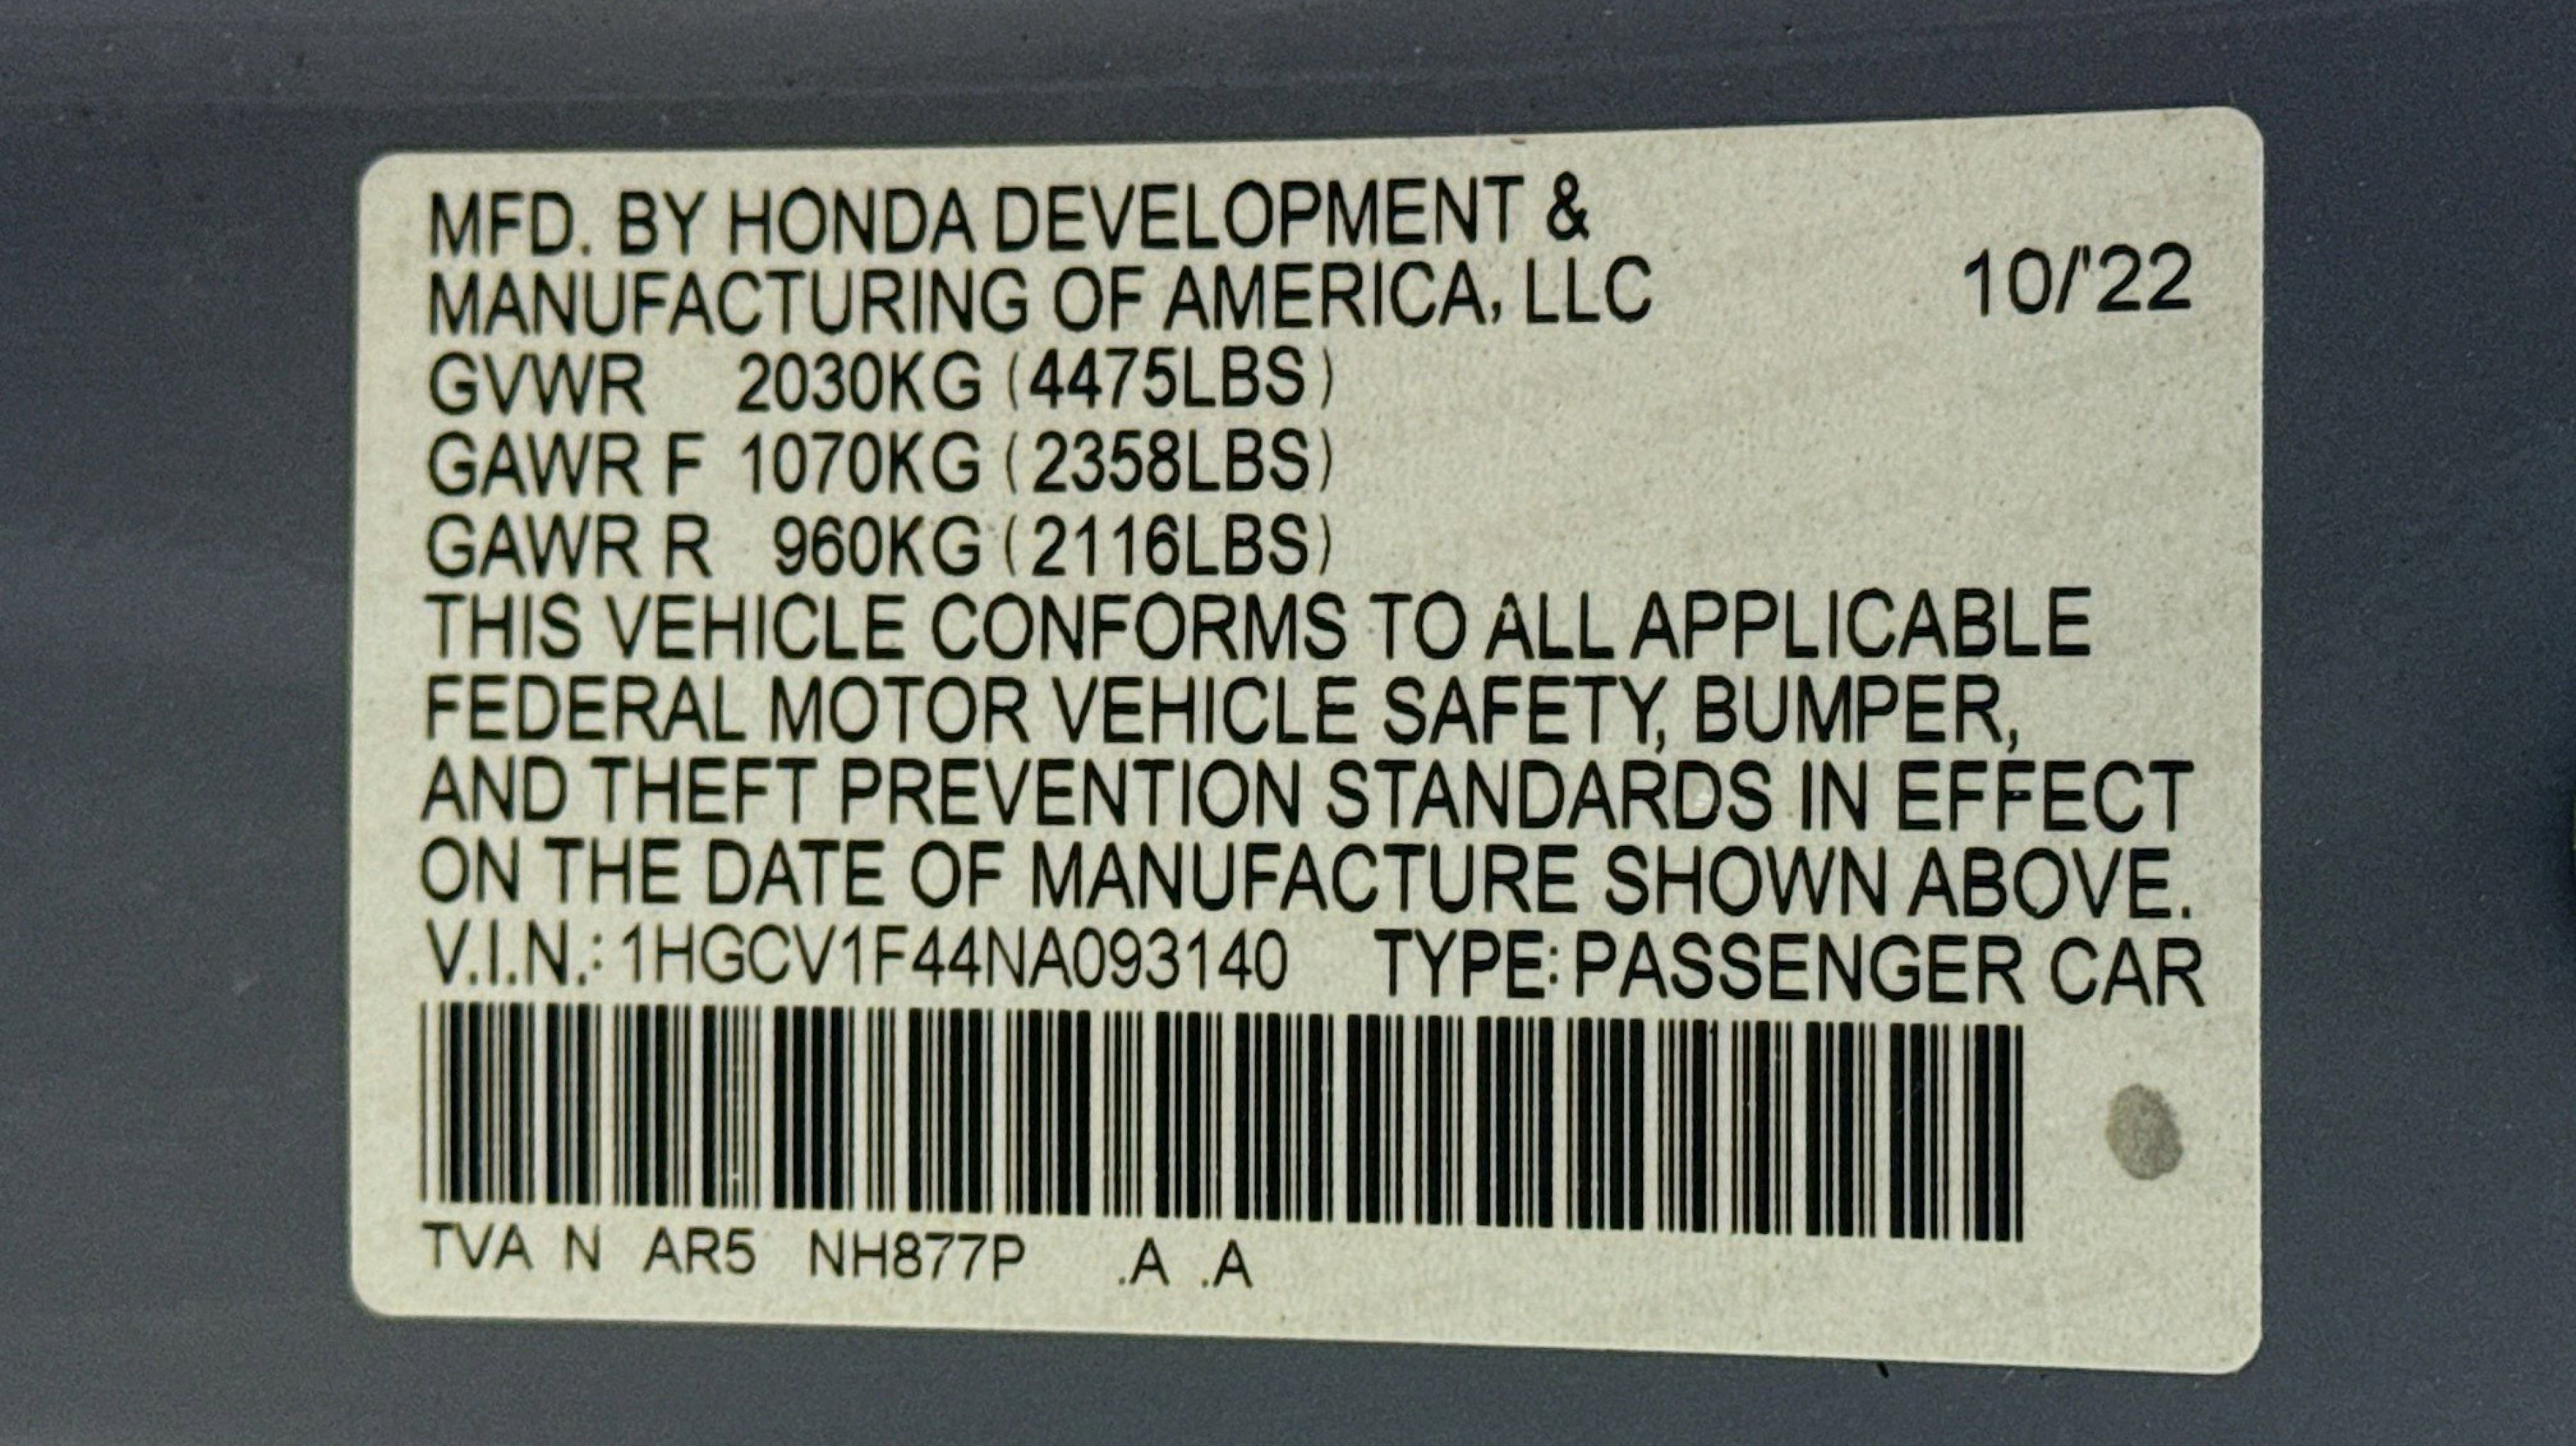 MFD. BY HONDA DEVELOPMENT &
MANUFACTURING OF AMERICA, LLC 10/'22
GVWR 2030KG (4475LBS)
GAWR F 1070KG (2358LBS)
GAWR R 960KG (2116LBS)
THIS VEHICLE CONFORMS TO ALL APPLICABLE
FEDERAL MOTOR VEHICLE SAFETY, BUMPER,
AND THEFT PREVENTION STANDARDS IN EFFECT
ON THE DATE OF MANUFACTURE SHOWN ABOVE.
V.I.N.: 1HGCV1F44NA093140 TYPE: PASSENGER CAR
TVA N AR5 NH877P .A .A